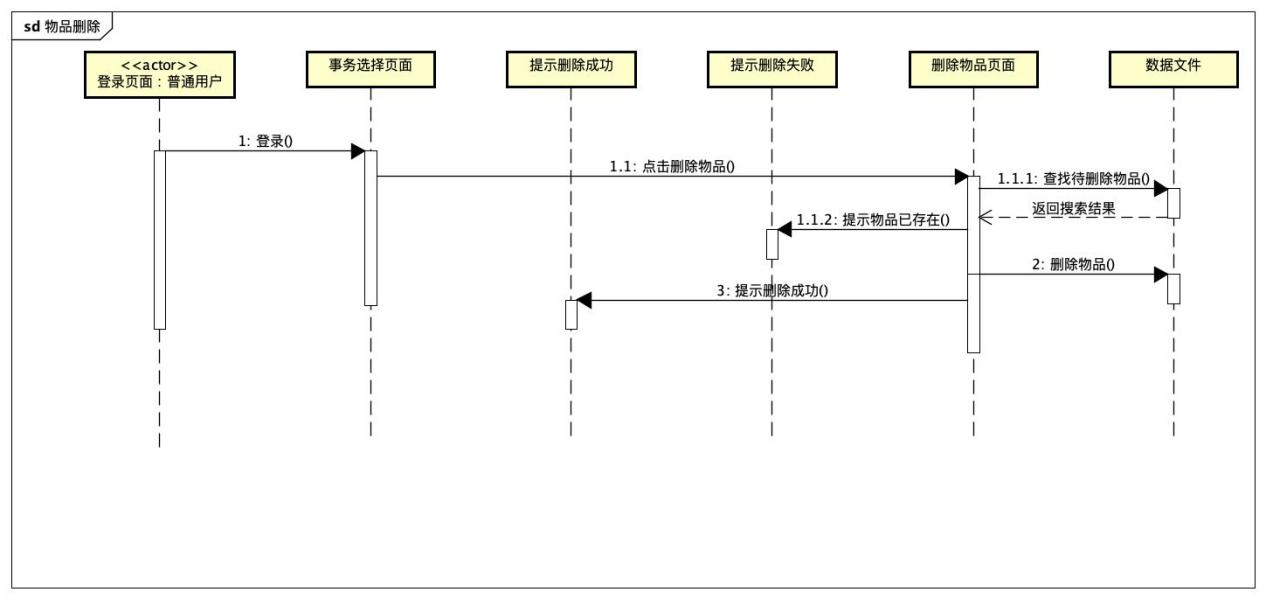 sd 物品删除
<<actor>>
登录页面 : 普通用户
事务选择页面
提示删除成功
提示删除失败
删除物品页面
数据文件
1: 登录()
1.1: 点击删除物品()
1.1.1: 查找待删除物品()
返回搜索结果
1.1.2: 提示物品已存在()
2: 删除物品()
3: 提示删除成功()